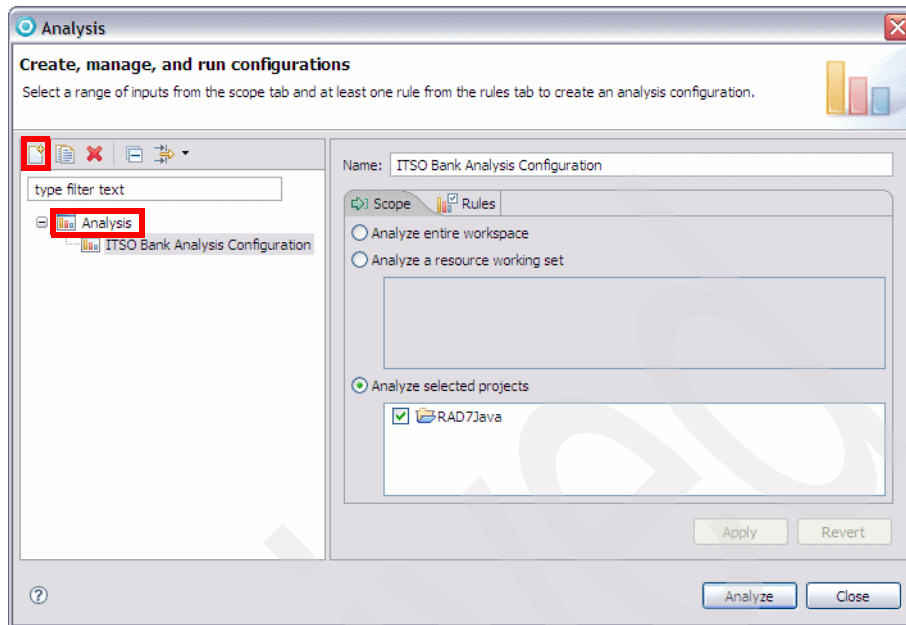 Analysis
Create, manage, and run configurations
Select a range of inputs from the scope tab and at least one rule from the rules tab to create an analysis configuration.
type filter text
Analysis
ITSO Bank Analysis Configuration
Name: ITSO Bank Analysis Configuration
Scope Rules
Analyze entire workspace
Analyze a resource working set
Analyze selected projects
RAD7Java
Apply Revert
? Analyze Close